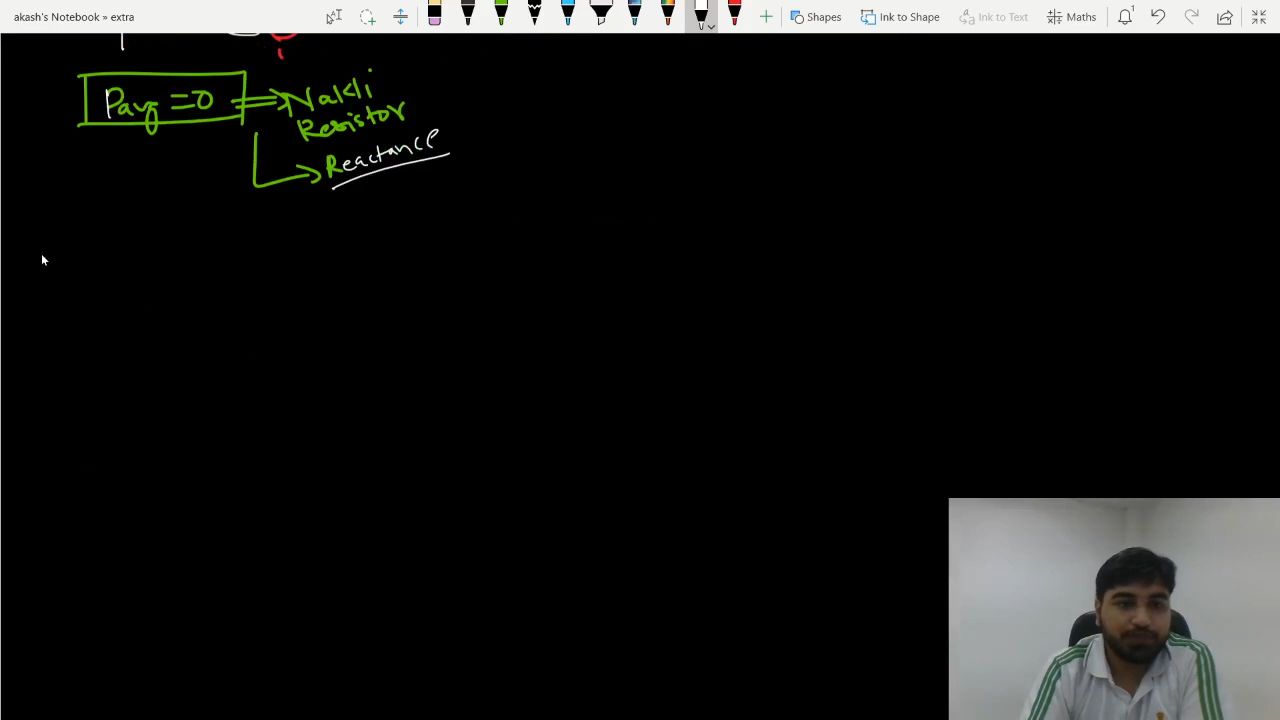 akash's Notebook » extra
Shapes
Ink to Shape
Ink to Text
Maths
Pavg = 0 ⇒ Nakli
Resistor
→ Reactance